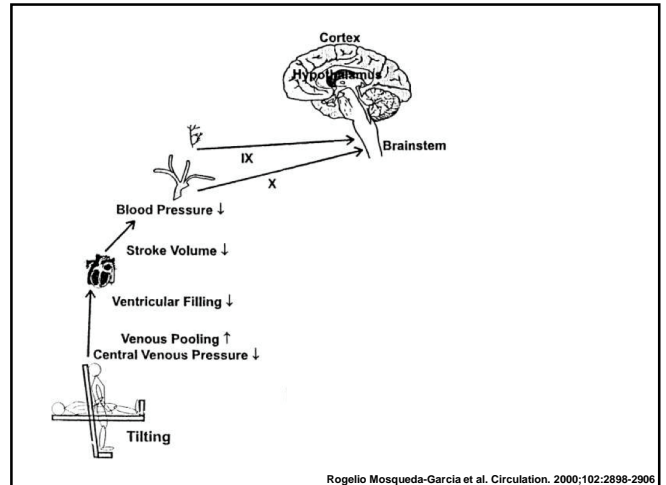 Cortex
Hypothalamus
Brainstem
IX
X
Blood Pressure ↓
Stroke Volume ↓
Ventricular Filling ↓
Venous Pooling ↑
Central Venous Pressure ↓
Tilting
Rogelio Mosqueda-Garcia et al. Circulation. 2000;102:2898-2906